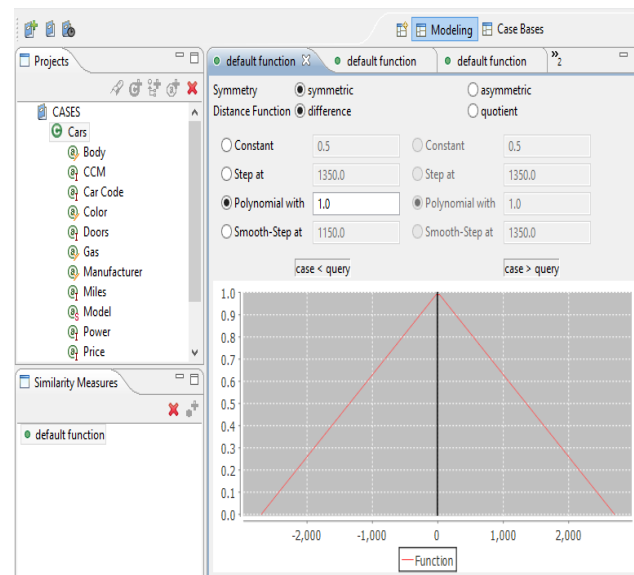 Modeling Case Bases
Projects
CASES
Cars
Body
CCM
Car Code
Color
Doors
Gas
Manufacturer
Miles
Model
Power
Price
Similarity Measures
default function
default function default function default function »2
Symmetry symmetric asymmetric
Distance Function difference quotient
Constant 0.5 Constant 0.5
Step at 1350.0 Step at 1350.0
Polynomial with 1.0 Polynomial with 1.0
Smooth-Step at 1150.0 Smooth-Step at 1350.0
case < query case > query
1.0
0.9
0.8
0.7
0.6
0.5
0.4
0.3
0.2
0.1
0.0
-2,000 -1,000 0 1,000 2,000
Function